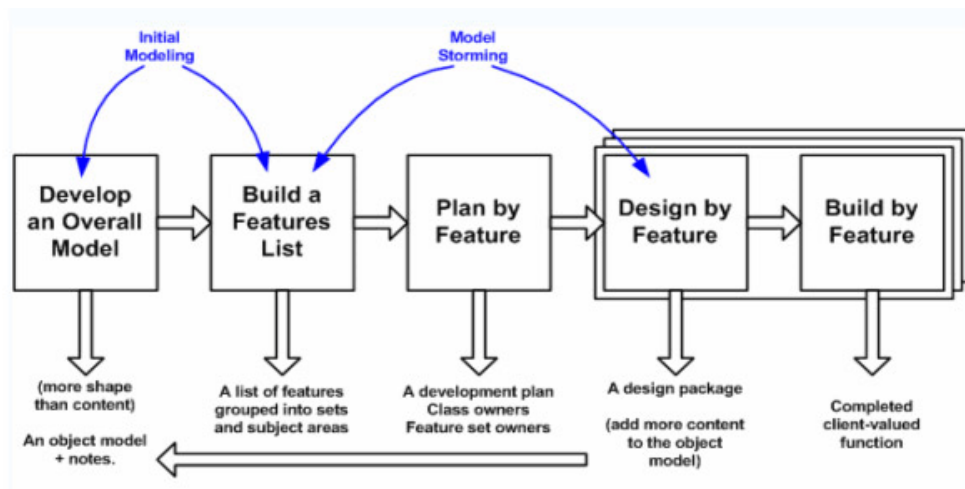 Initial
Modeling
Model
Storming
Develop
an Overall
Model
Build a
Features
List
Plan by
Feature
Design by
Feature
Build by
Feature
(more shape
than content)
An object model
+ notes.
A list of features
grouped into sets
and subject areas
A development plan
Class owners
Feature set owners
A design package
(add more content
to the object
model)
Completed
client-valued
function